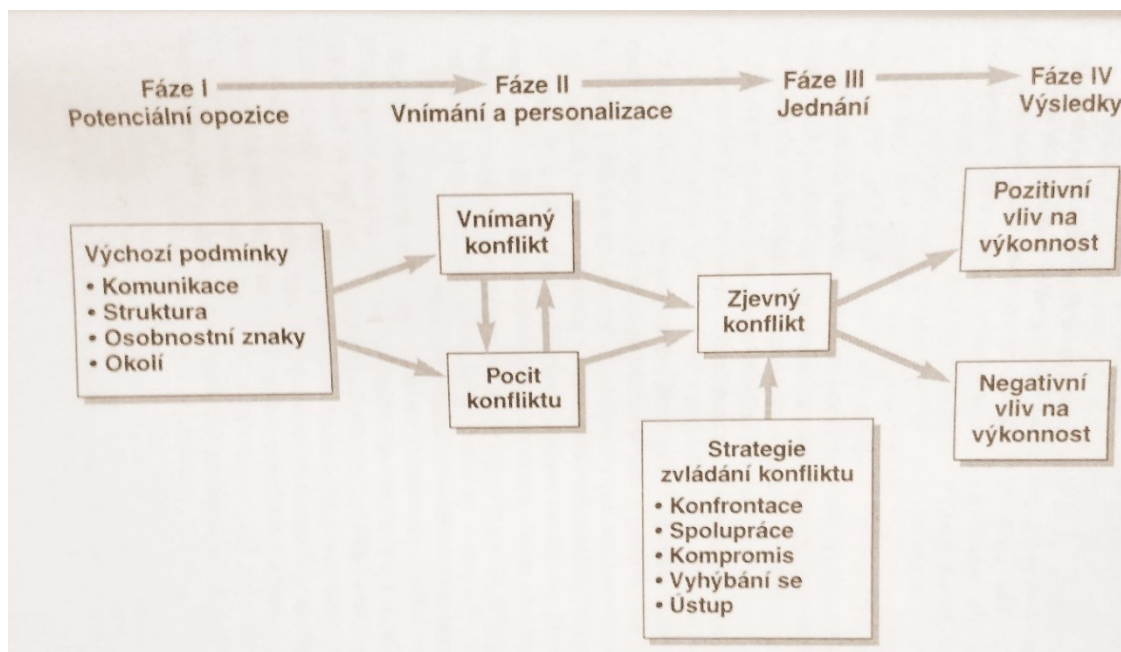 Fáze I
Potenciální opozice
Fáze II
Vnímání a personalizace
Fáze III
Jednání
Fáze IV
Výsledky
Výchozí podmínky
• Komunikace
• Struktura
• Osobnostní znaky
• Okolí
Vnímaný
konflikt
Pocit
konfliktu
Zjevný
konflikt
Strategie
zvládání konfliktu
• Konfrontace
• Spolupráce
• Kompromis
• Vyhýbání se
• Ústup
Pozitivní
vliv na
výkonnost
Negativní
vliv na
výkonnost